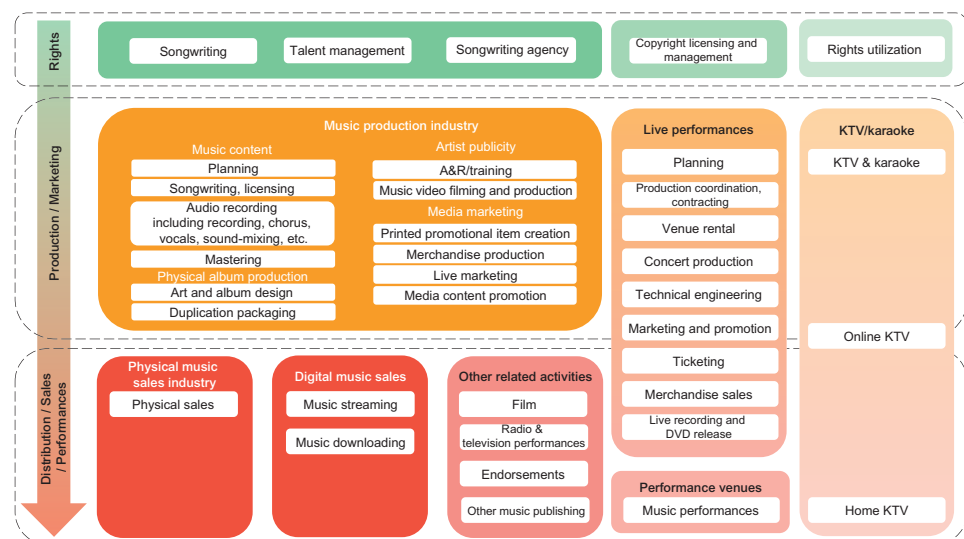 Rights
Songwriting
Talent management
Songwriting agency
Copyright licensing and
management
Rights utilization
Production / Marketing
Music production industry
Music content
Planning
Songwriting, licensing
Audio recording
including recording, chorus,
vocals, sound-mixing, etc.
Mastering
Physical album production
Art and album design
Duplication packaging
Artist publicity
A&R/training
Music video filming and production
Media marketing
Printed promotional item creation
Merchandise production
Live marketing
Media content promotion
Live performances
Planning
Production coordination,
contracting
Venue rental
Concert production
Technical engineering
Marketing and promotion
Ticketing
Merchandise sales
Live recording and
DVD release
KTV/karaoke
KTV & karaoke
Online KTV
Home KTV
Distribution / Sales
/ Performances
Physical music
sales industry
Physical sales
Digital music sales
Music streaming
Music downloading
Other related activities
Film
Radio &
television performances
Endorsements
Other music publishing
Performance venues
Music performances